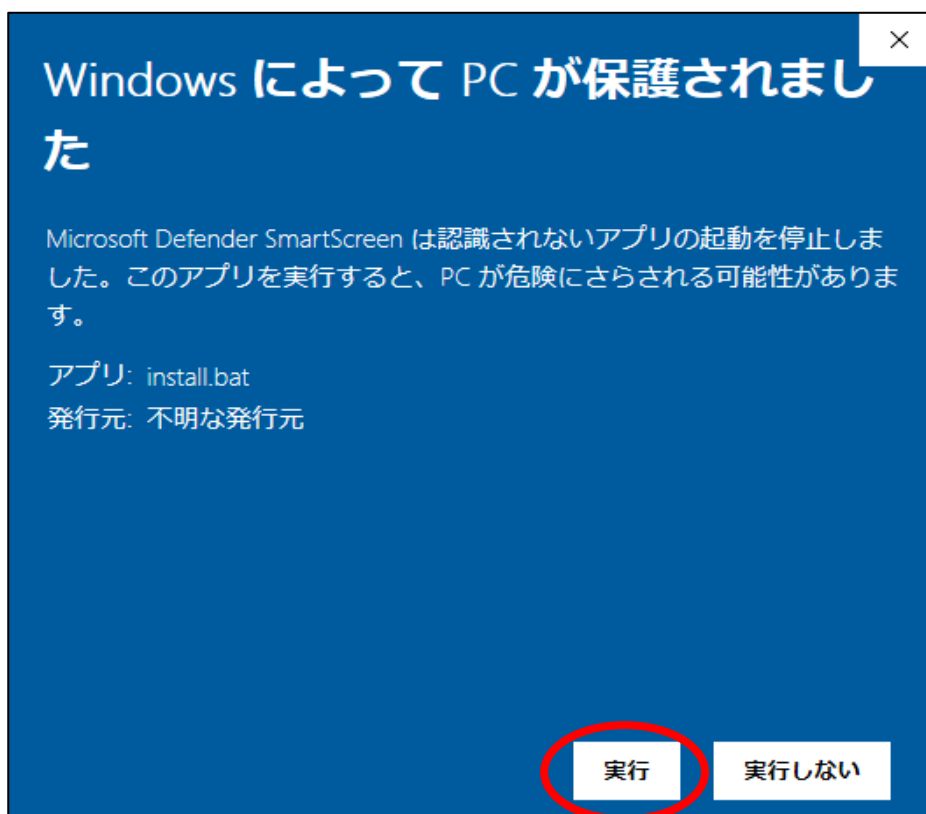 Windows によって PC が保護されまし
た
Microsoft Defender SmartScreen は認識されないアプリの起動を停止しま
した。このアプリを実行すると、PC が危険にさらされる可能性がありま
す。
アプリ: install.bat
発行元: 不明な発行元
実行 実行しない